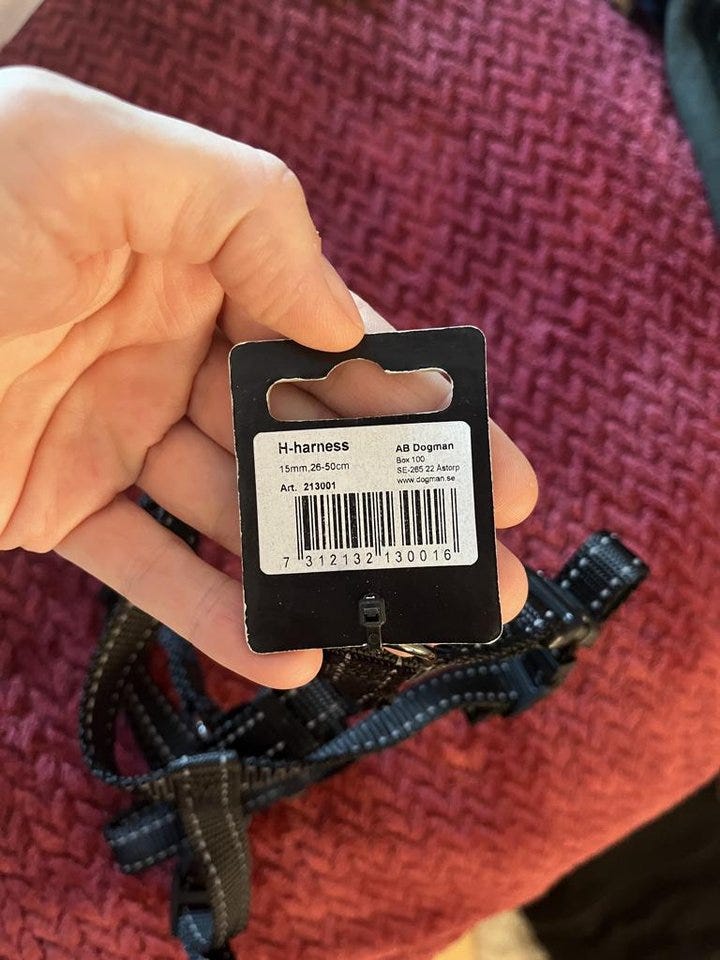 H-harness
15mm,26-50cm
Art. 213001
AB Dogman
Box 100
SE-265 22 Åstorp
www.dogman.se
7 312132 130016